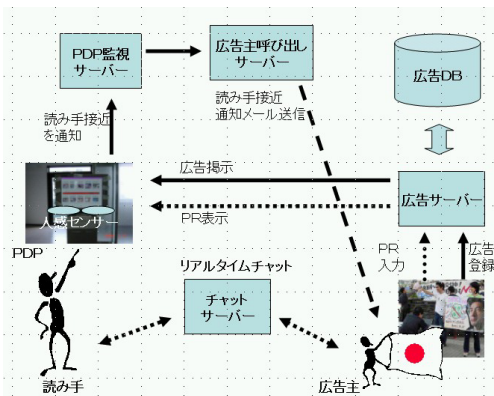 PDP監視
サーバー
広告主呼び出し
サーバー
広告DB
読み手接近
を通知
読み手接近
通知メール送信
広告掲示
人感センサー
PR表示
広告サーバー
PDP
PR
入力
広告
登録
リアルタイムチャット
チャット
サーバー
読み手
広告主